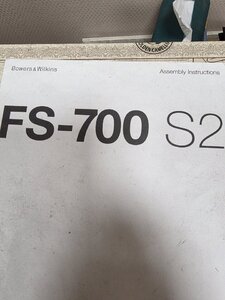 Bowers & Wilkins
Assembly Instructions
FS-700 S2